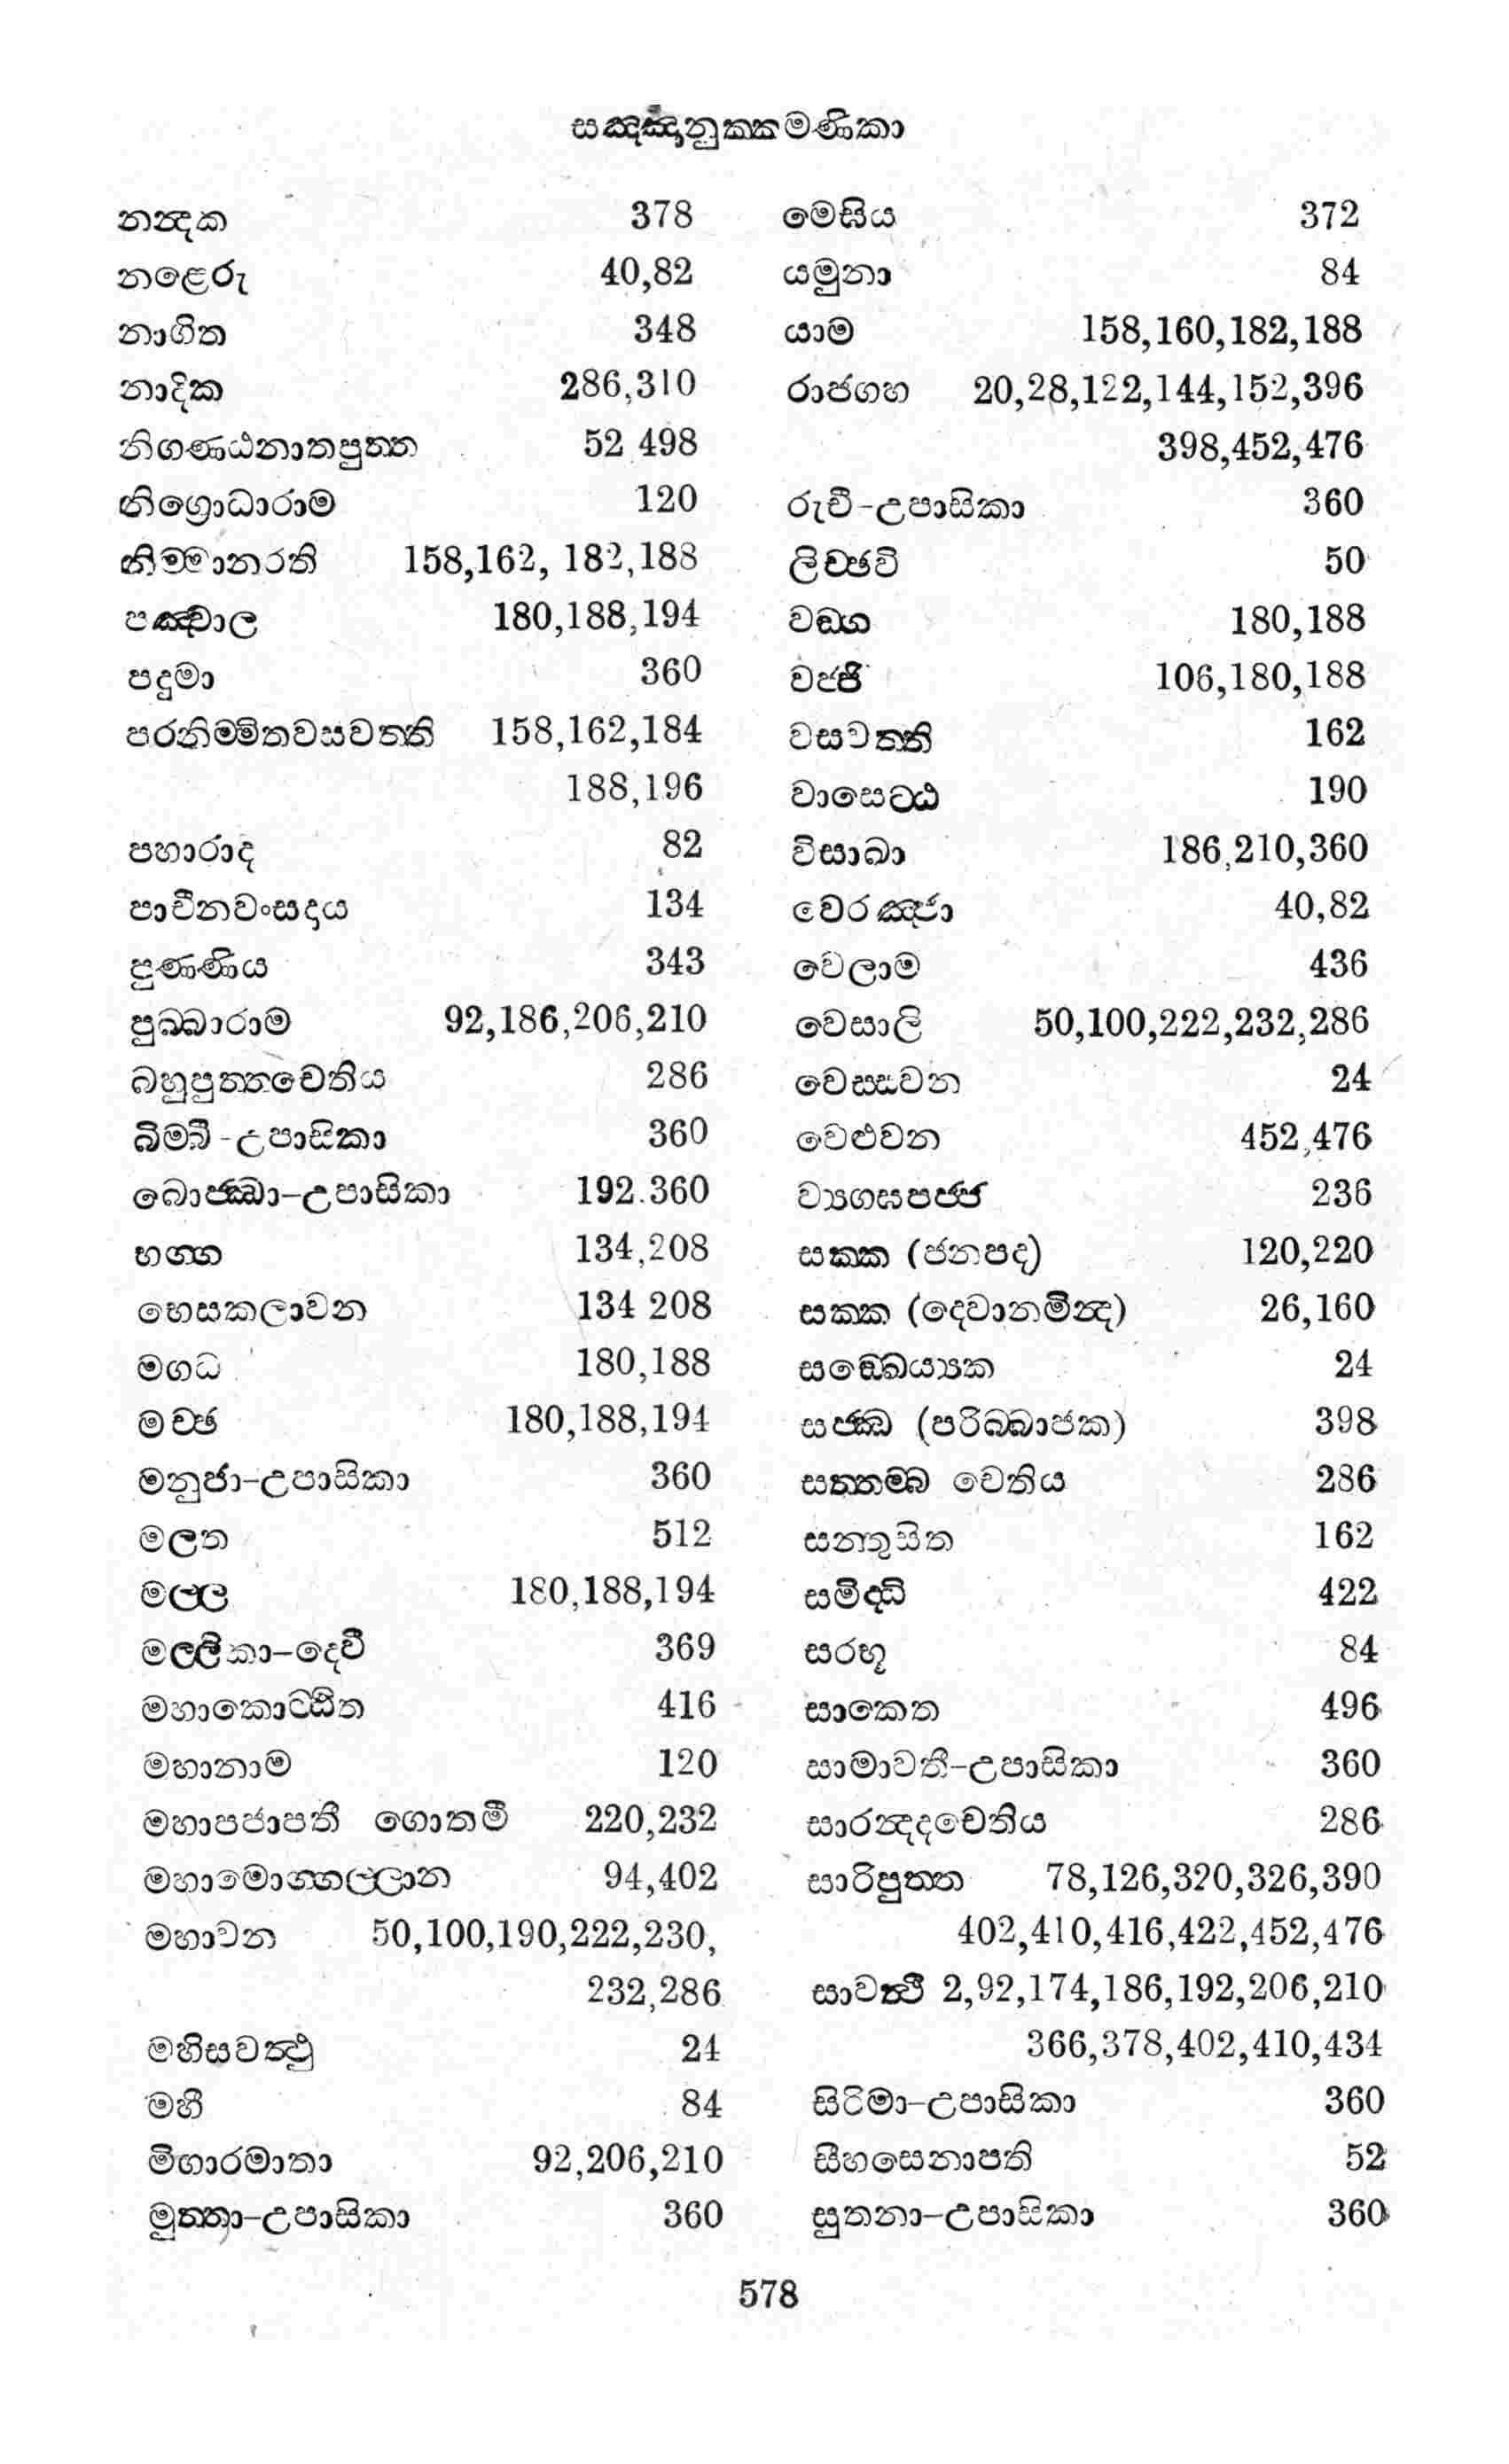 සඤ්ඤානුක්කමණිකා
නන්දක 378
නළෙරු 40,82
නාගිත 348
නාදික 286,310
නිගණ්ඨනාතපුත්ත 52 498
නිග්‍රොධාරාම 120
නිම්මානරති 158,162, 182,188
පඤ්චාල 180,188,194
පදුමා 360
පරනිම්මිතවසවත්ති 158,162,184
188,196
පහාරාද 82
පාචීනවංසදාය 134
පුණ්ණිය 343
පුබ්බාරාම 92,186,206,210
බහුපුත්තචෙතිය 286
බිම්බී-උපාසිකා 360
බොජ්ඣා-උපාසිකා 192.360
භග්ග 134,208
භෙසකලාවන 134 208
මගධ 180,188
මච්ඡ 180,188,194
මනුජා-උපාසිකා 360
මලත 512
මල්ල 180,188,194
මල්ලිකා-දෙවී 369
මහාකොට්ඨිත 416
මහානාම 120
මහාපජාපතී ගොතමී 220,232
මහාමොග්ගල්ලාන 94,402
මහාවන 50,100,190,222,230,
232,286
මහිසවත්ථු 24
මහී 84
මිගාරමාතා 92,206,210
මුත්තා-උපාසිකා 360
මෙඝිය 372
යමුනා 84
යාම 158,160,182,188
රාජගහ 20,28,122,144,152,396
398,452,476
රුචී-උපාසිකා 360
ලිච්ඡවි 50
වඞ්ග 180,188
වජ්ජි 106,180,188
වසවත්ති 162
වාසෙට්ඨ 190
විසාඛා 186,210,360
වෙරඤ්ජා 40,82
වෙලාම 436
වෙසාලි 50,100,222,232,286
වෙස්සවන 24
වෙළුවන 452,476
ව්‍යග්ඝපජ්ජ 236
සක්ක (ජනපද) 120,220
සක්ක (දෙවානමින්ද) 26,160
සඞ්ඛෙය්‍යක 24
සජ්ඣ (පරිබ්බාජක) 398
සත්තම්බ චෙතිය 286
සන්තුසිත 162
සමිද්ධි 422
සරභූ 84
සාකෙත 496
සාමාවතී-උපාසිකා 360
සාරන්දදචෙතිය 286
සාරිපුත්ත 78,126,320,326,390
402,410,416,422,452,476
සාවත්ථි 2,92,174,186,192,206,210
366,378,402,410,434
සිරිමා-උපාසිකා 360
සීහසෙනාපති 52
සුතනා-උපාසිකා 360
578